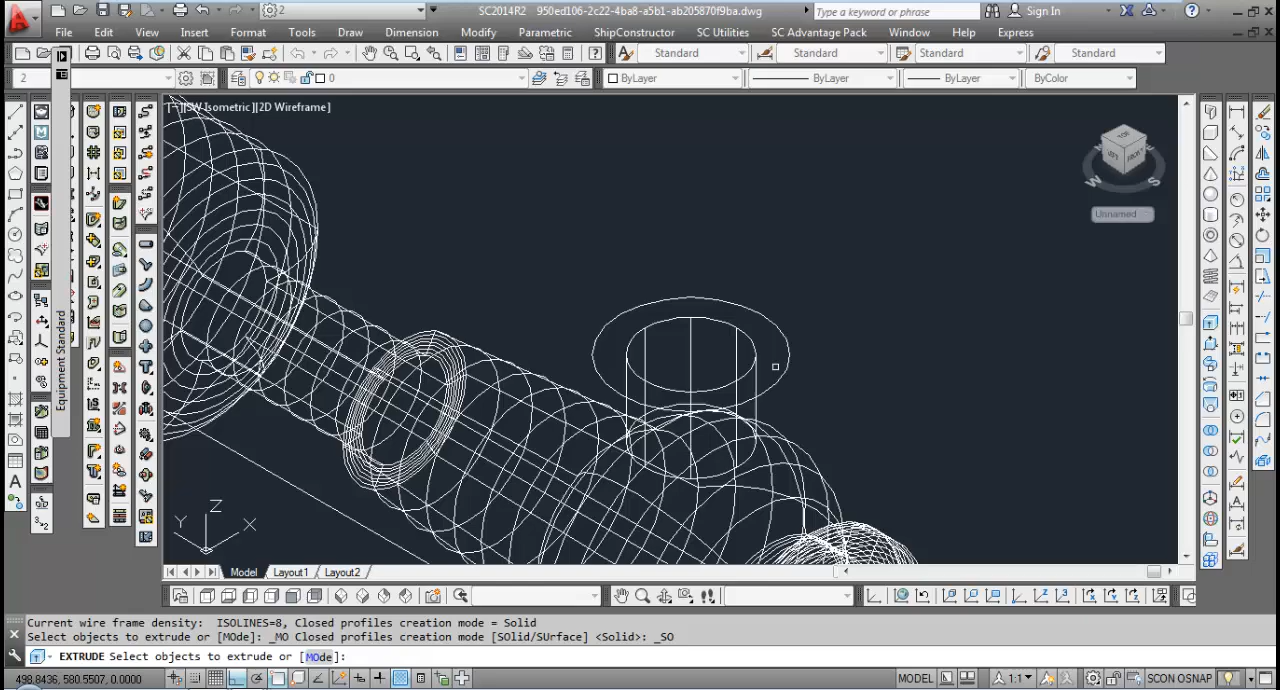 2
SC2014R2 950ed106-2c22-4ba8-a5b1-ab205870f9ba.dwg
Type a keyword or phrase
Sign In
File Edit View Insert Format Tools Draw Dimension Modify Parametric ShipConstructor SC Utilities SC Advantage Pack Window Help Express
Standard Standard Standard Standard
2 0 ByLayer ByLayer ByLayer ByColor
[−][SW Isometric][2D Wireframe]
TOP
LEFT FRONT
W S
Unnamed
Equipment Standard
Z
Y X
Model Layout1 Layout2
Current wire frame density: ISOLINES=8, Closed profiles creation mode = Solid
Select objects to extrude or [MOde]: _MO Closed profiles creation mode [SOlid/SUrface] <Solid>: _SO
EXTRUDE Select objects to extrude or [MOde]:
498.8436, 580.5507, 0.0000
MODEL 1:1 SCON OSNAP